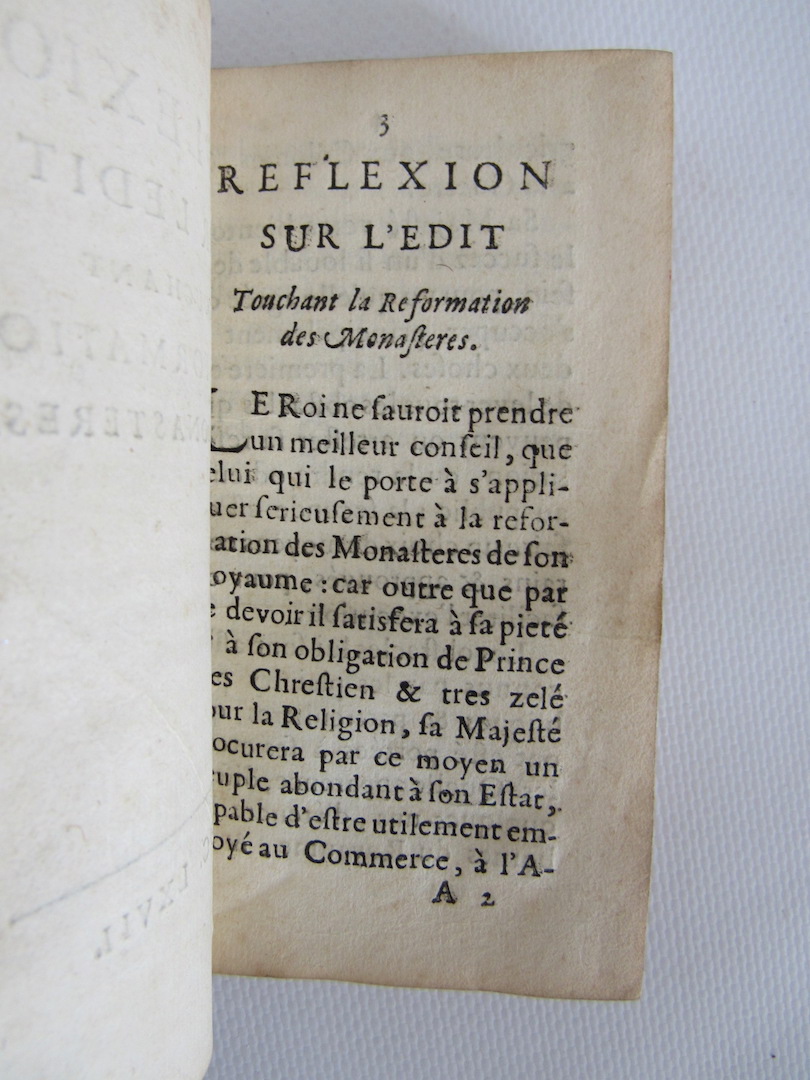 3
REFLEXION
SUR L'EDIT
Touchant la Reformation
des Monaſteres.
LE Roi ne ſauroit prendre
un meilleur conſeil, que
elui qui le porte à s'appli-
uer ſerieuſement à la refor-
ation des Monaſteres de ſon
oyaume : car outre que par
devoir il ſatisfera à ſa pieté
à ſon obligation de Prince
es Chreſtien & tres zelé
our la Religion, ſa Majeſté
ocurera par ce moyen un
uple abondant à ſon Eſtat,
pable d'eſtre utilement em-
oyé au Commerce, à l'A-
A 2